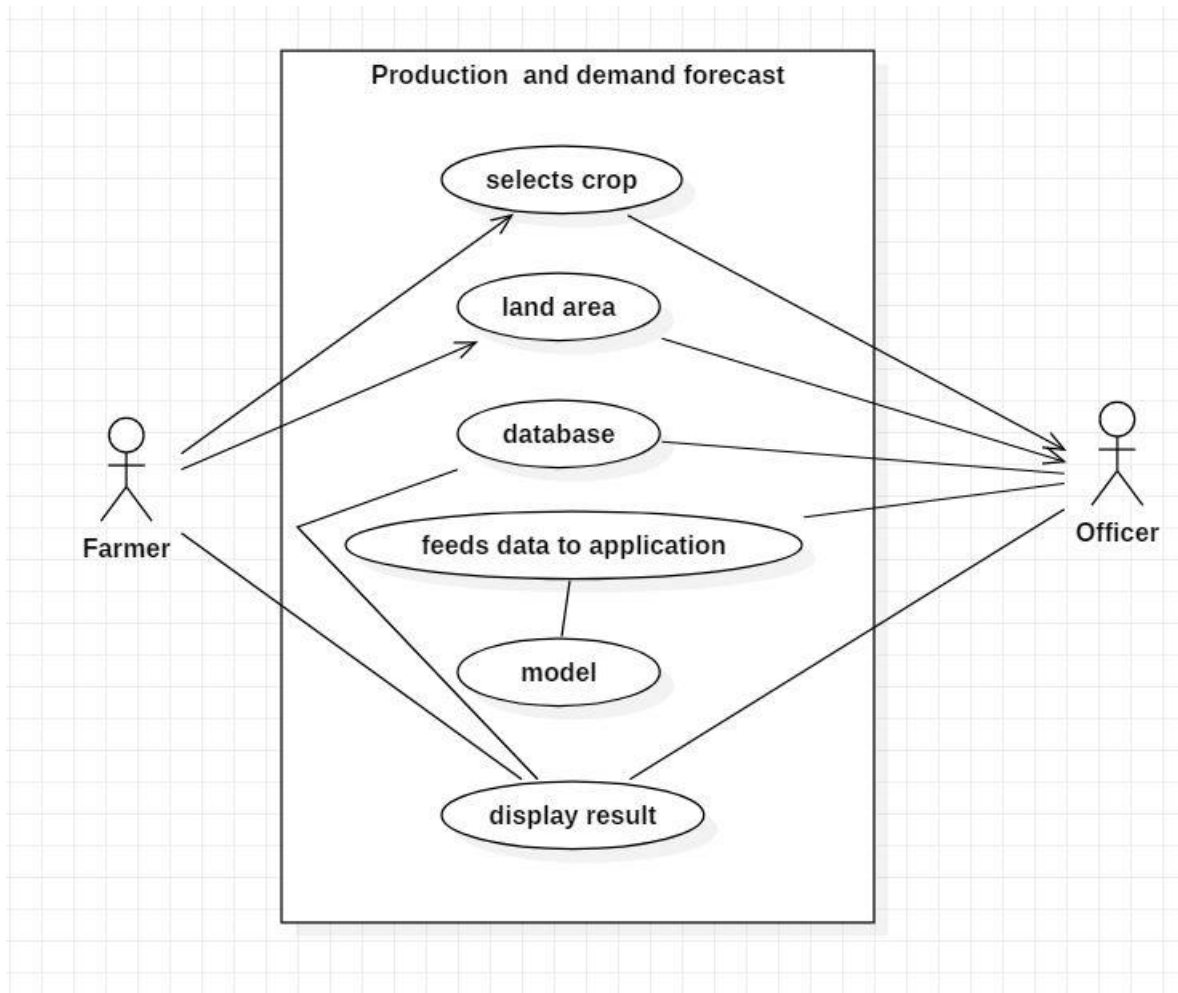 Production  and demand forecast
selects crop
land area
database
Farmer
Officer
feeds data to application
model
display result